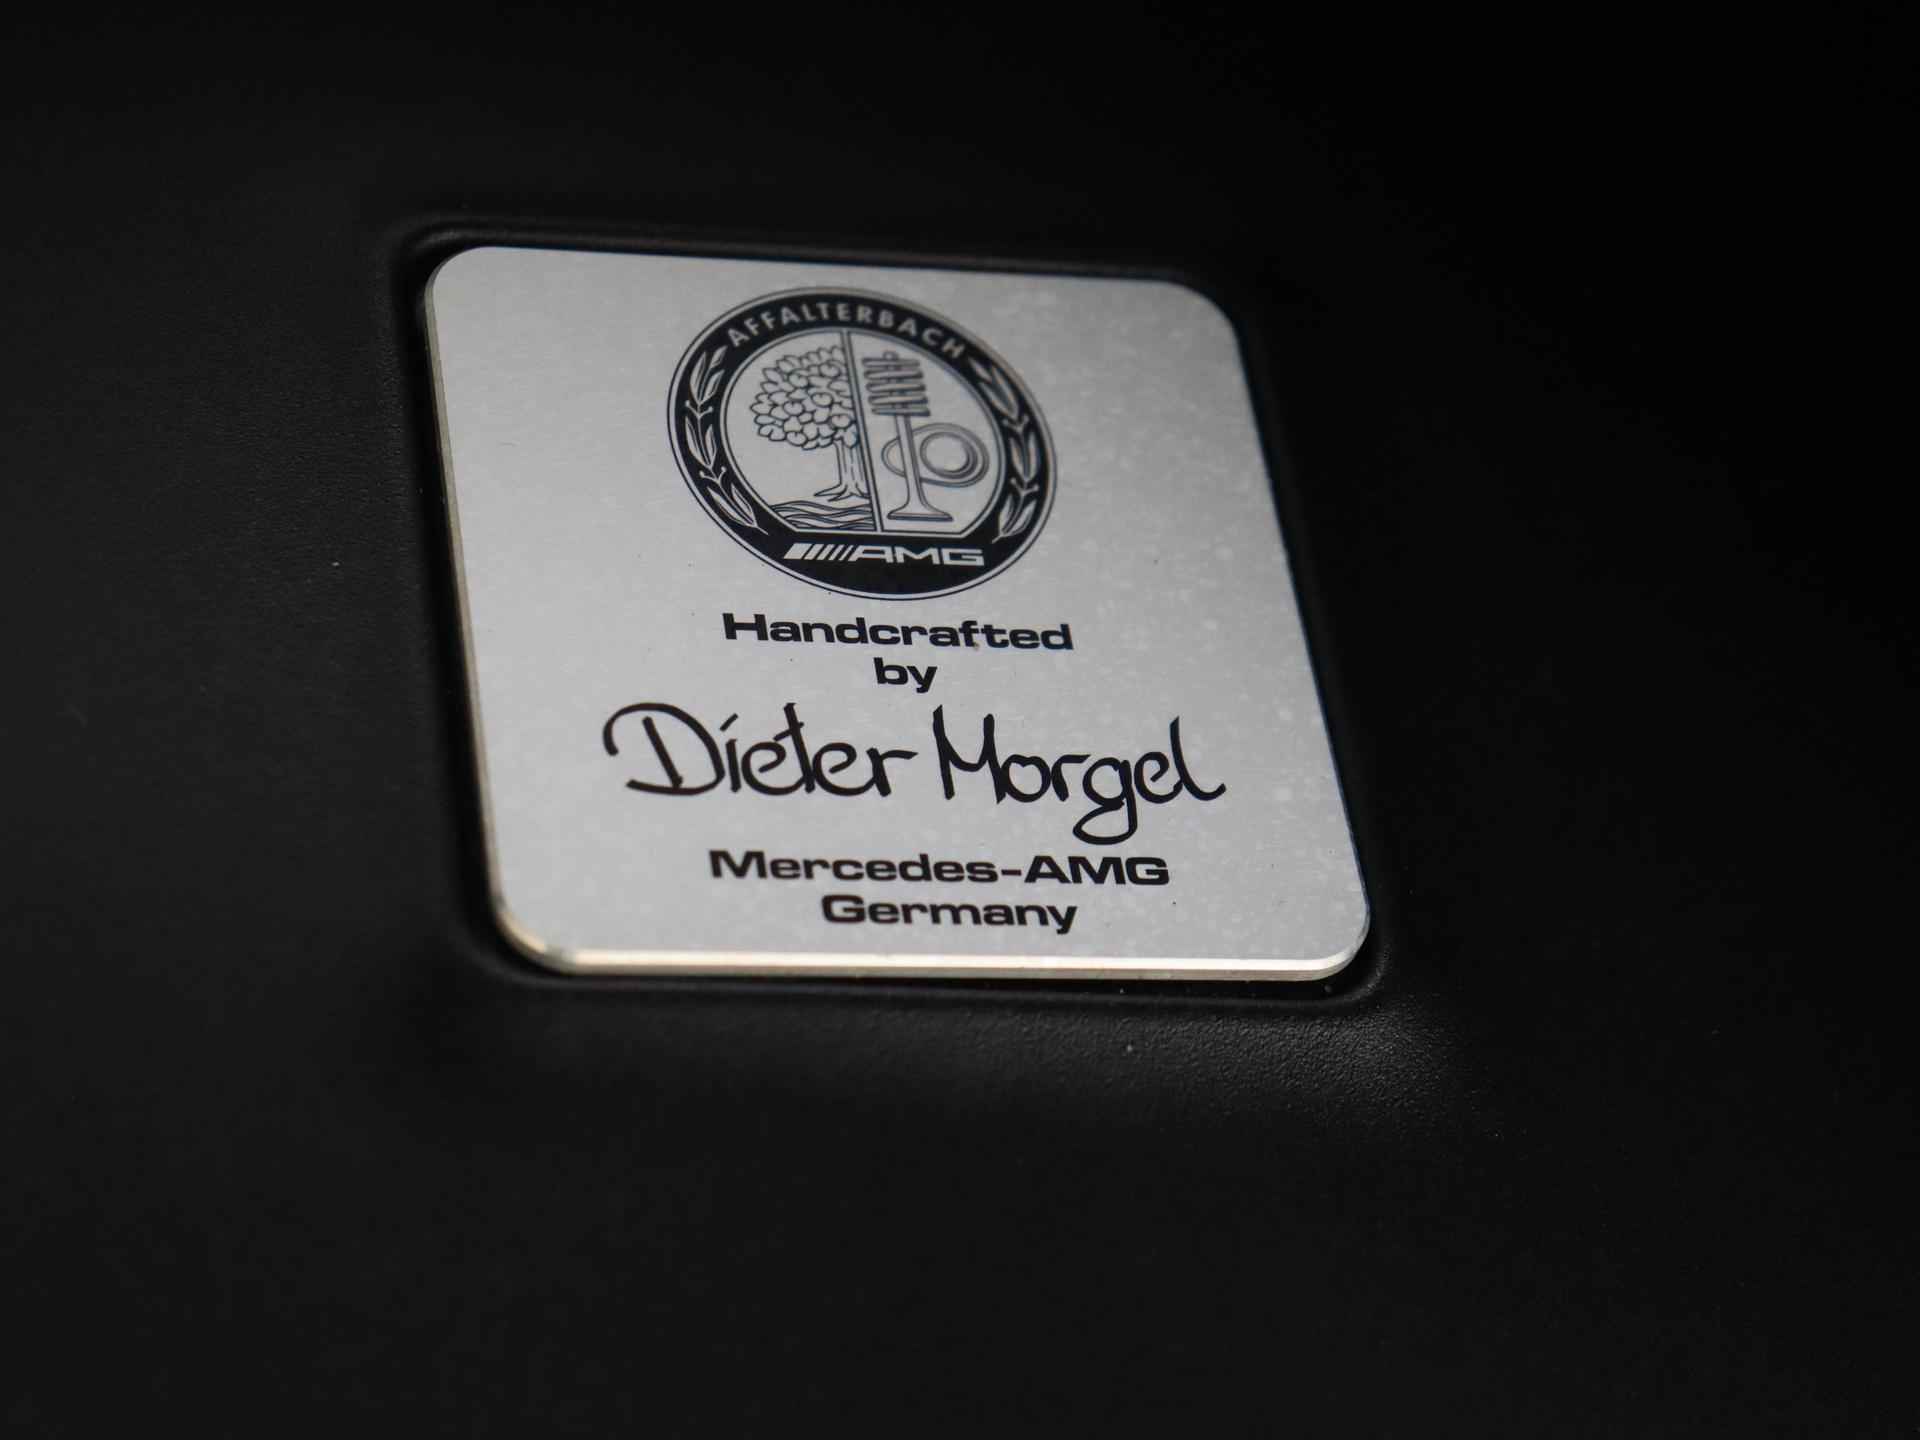 AFFALTERBACH
AMG
Handcrafted
by
Dieter Morgel
Mercedes-AMG
Germany